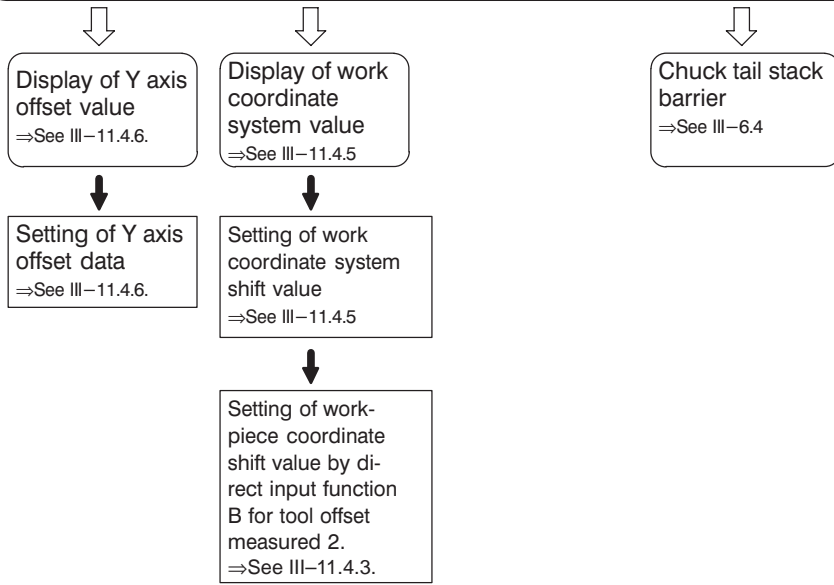 Display of Y axis
offset value
⇒See III−11.4.6.
Setting of Y axis
offset data
⇒See III−11.4.6.
Display of work
coordinate
system value
⇒See III−11.4.5
Setting of work
coordinate system
shift value
⇒See III−11.4.5
Setting of work-
piece coordinate
shift value by di-
rect input function
B for tool offset
measured 2.
⇒See III–11.4.3.
Chuck tail stack
barrier
⇒See III−6.4